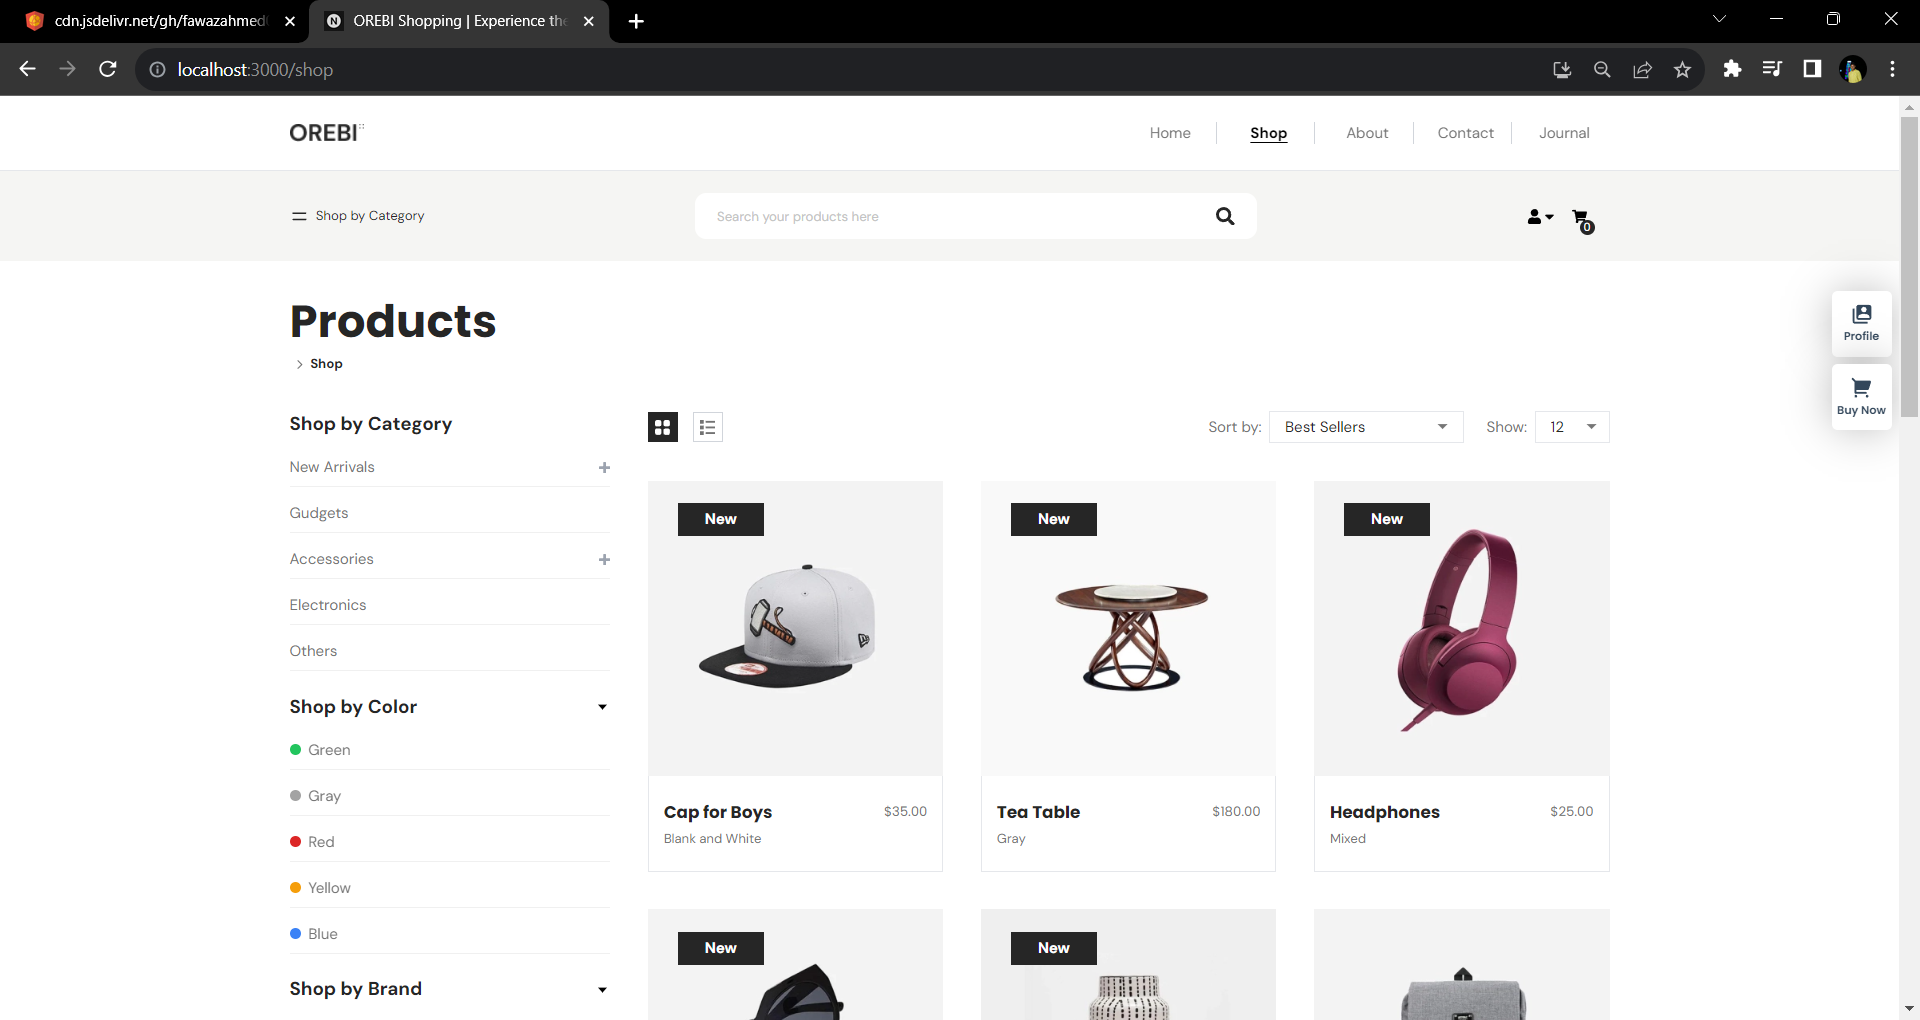 cdn.jsdelivr.net/gh/fawazahmed
OREBI Shopping | Experience the
localhost:3000/shop
OREBI
Home
Shop
About
Contact
Journal
Shop by Category
Search your products here
0
Products
Shop
Profile
Buy Now
Shop by Category
New Arrivals
Gudgets
Accessories
Electronics
Others
Shop by Color
Green
Gray
Red
Yellow
Blue
Shop by Brand
Sort by:
Best Sellers
Show:
12
New
Cap for Boys
$35.00
Blank and White
New
Tea Table
$180.00
Gray
New
Headphones
$25.00
Mixed
New
New